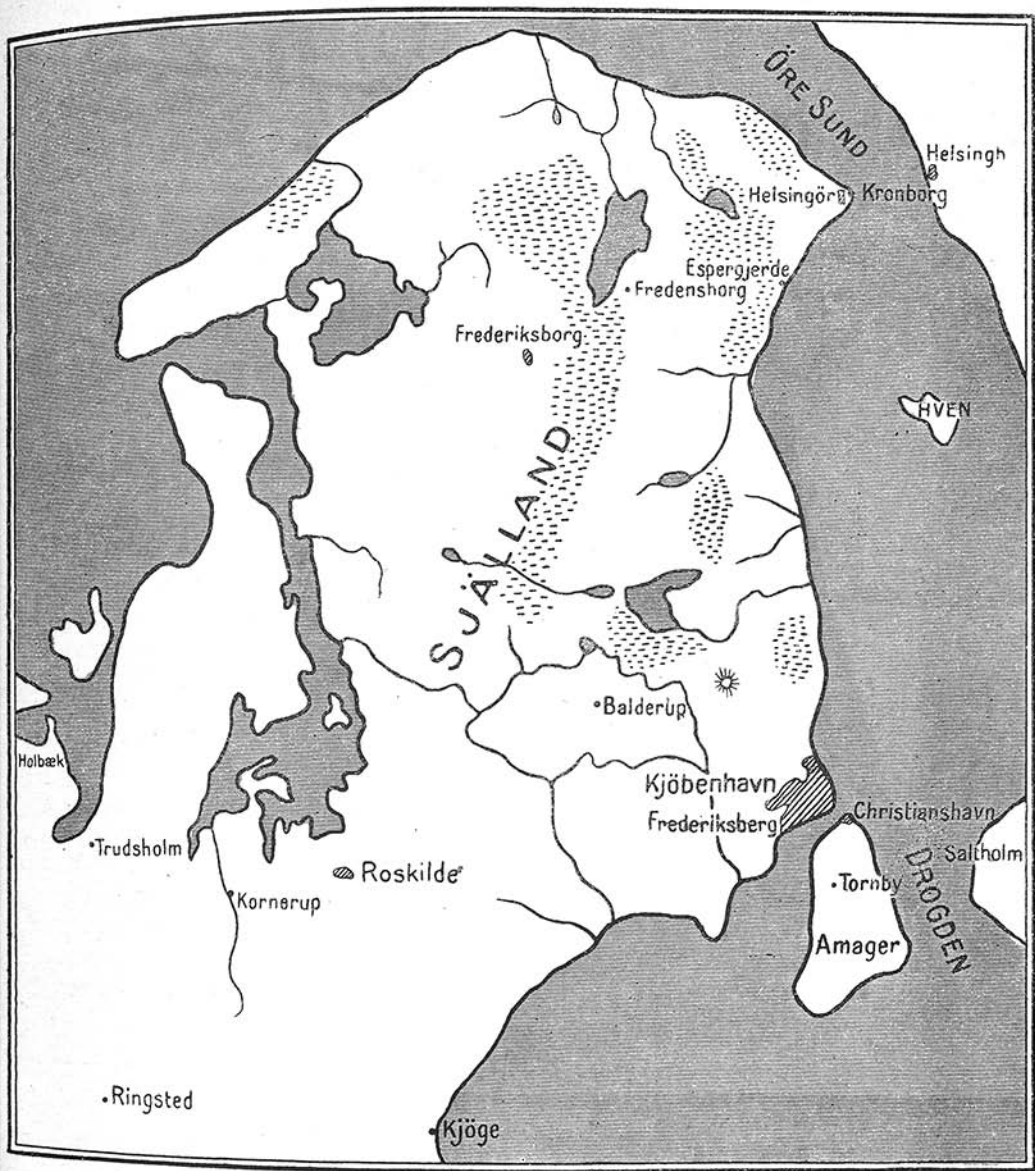 ÖRE SUND
Helsingh
Helsingör
Kronborg
Espergjerde
Fredensborg
Frederiksborg
HVEN
SJÄLLAND
Balderup
Holbæk
Kjöbenhavn
Frederiksberg
Christianshavn
Trudsholm
Saltholm
Roskilde
Tornby
Kornerup
DROGDEN
Amager
Ringsted
Kjöge